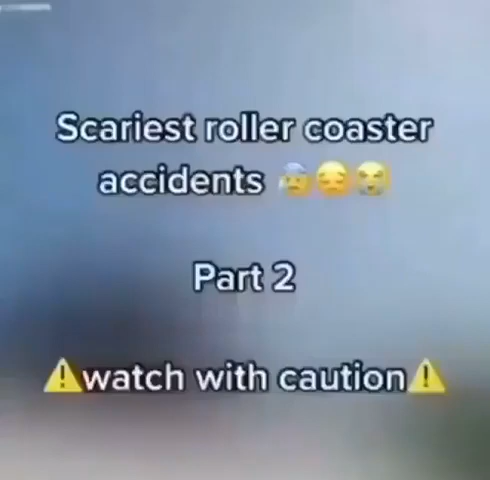 Scariest roller coaster
accidents 😰😔😭
Part 2
⚠️watch with caution⚠️